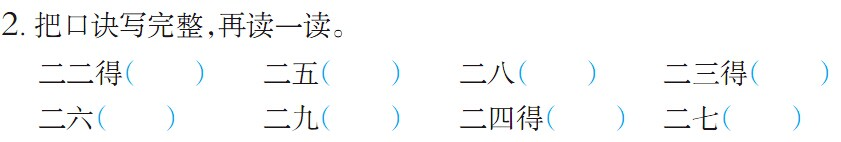 2. 把口诀写完整,再读一读。
二二得(　　) 二五(　　) 二八(　　) 二三得(　　)
二六(　　) 二九(　　) 二四得(　　) 二七(　　)